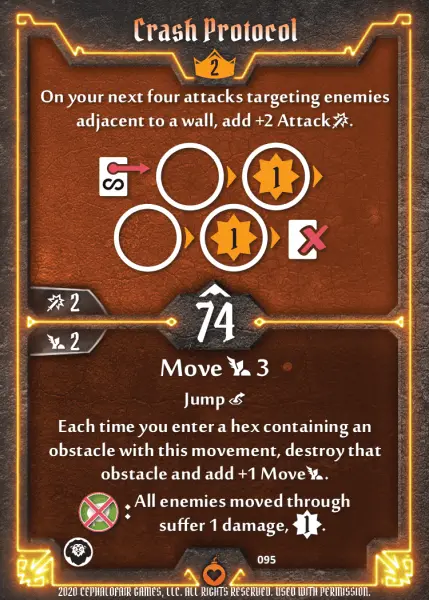 Crash Protocol
2
On your next four attacks targeting enemies
adjacent to a wall, add +2 Attack.
1
1
2
74
2
Move 3
Jump
Each time you enter a hex containing an
obstacle with this movement, destroy that
obstacle and add +1 Move.
: All enemies moved through
suffer 1 damage, 1.
095
2020 CEPHALOFAIR GAMES, LLC. ALL RIGHTS RESERVED. USED WITH PERMISSION.